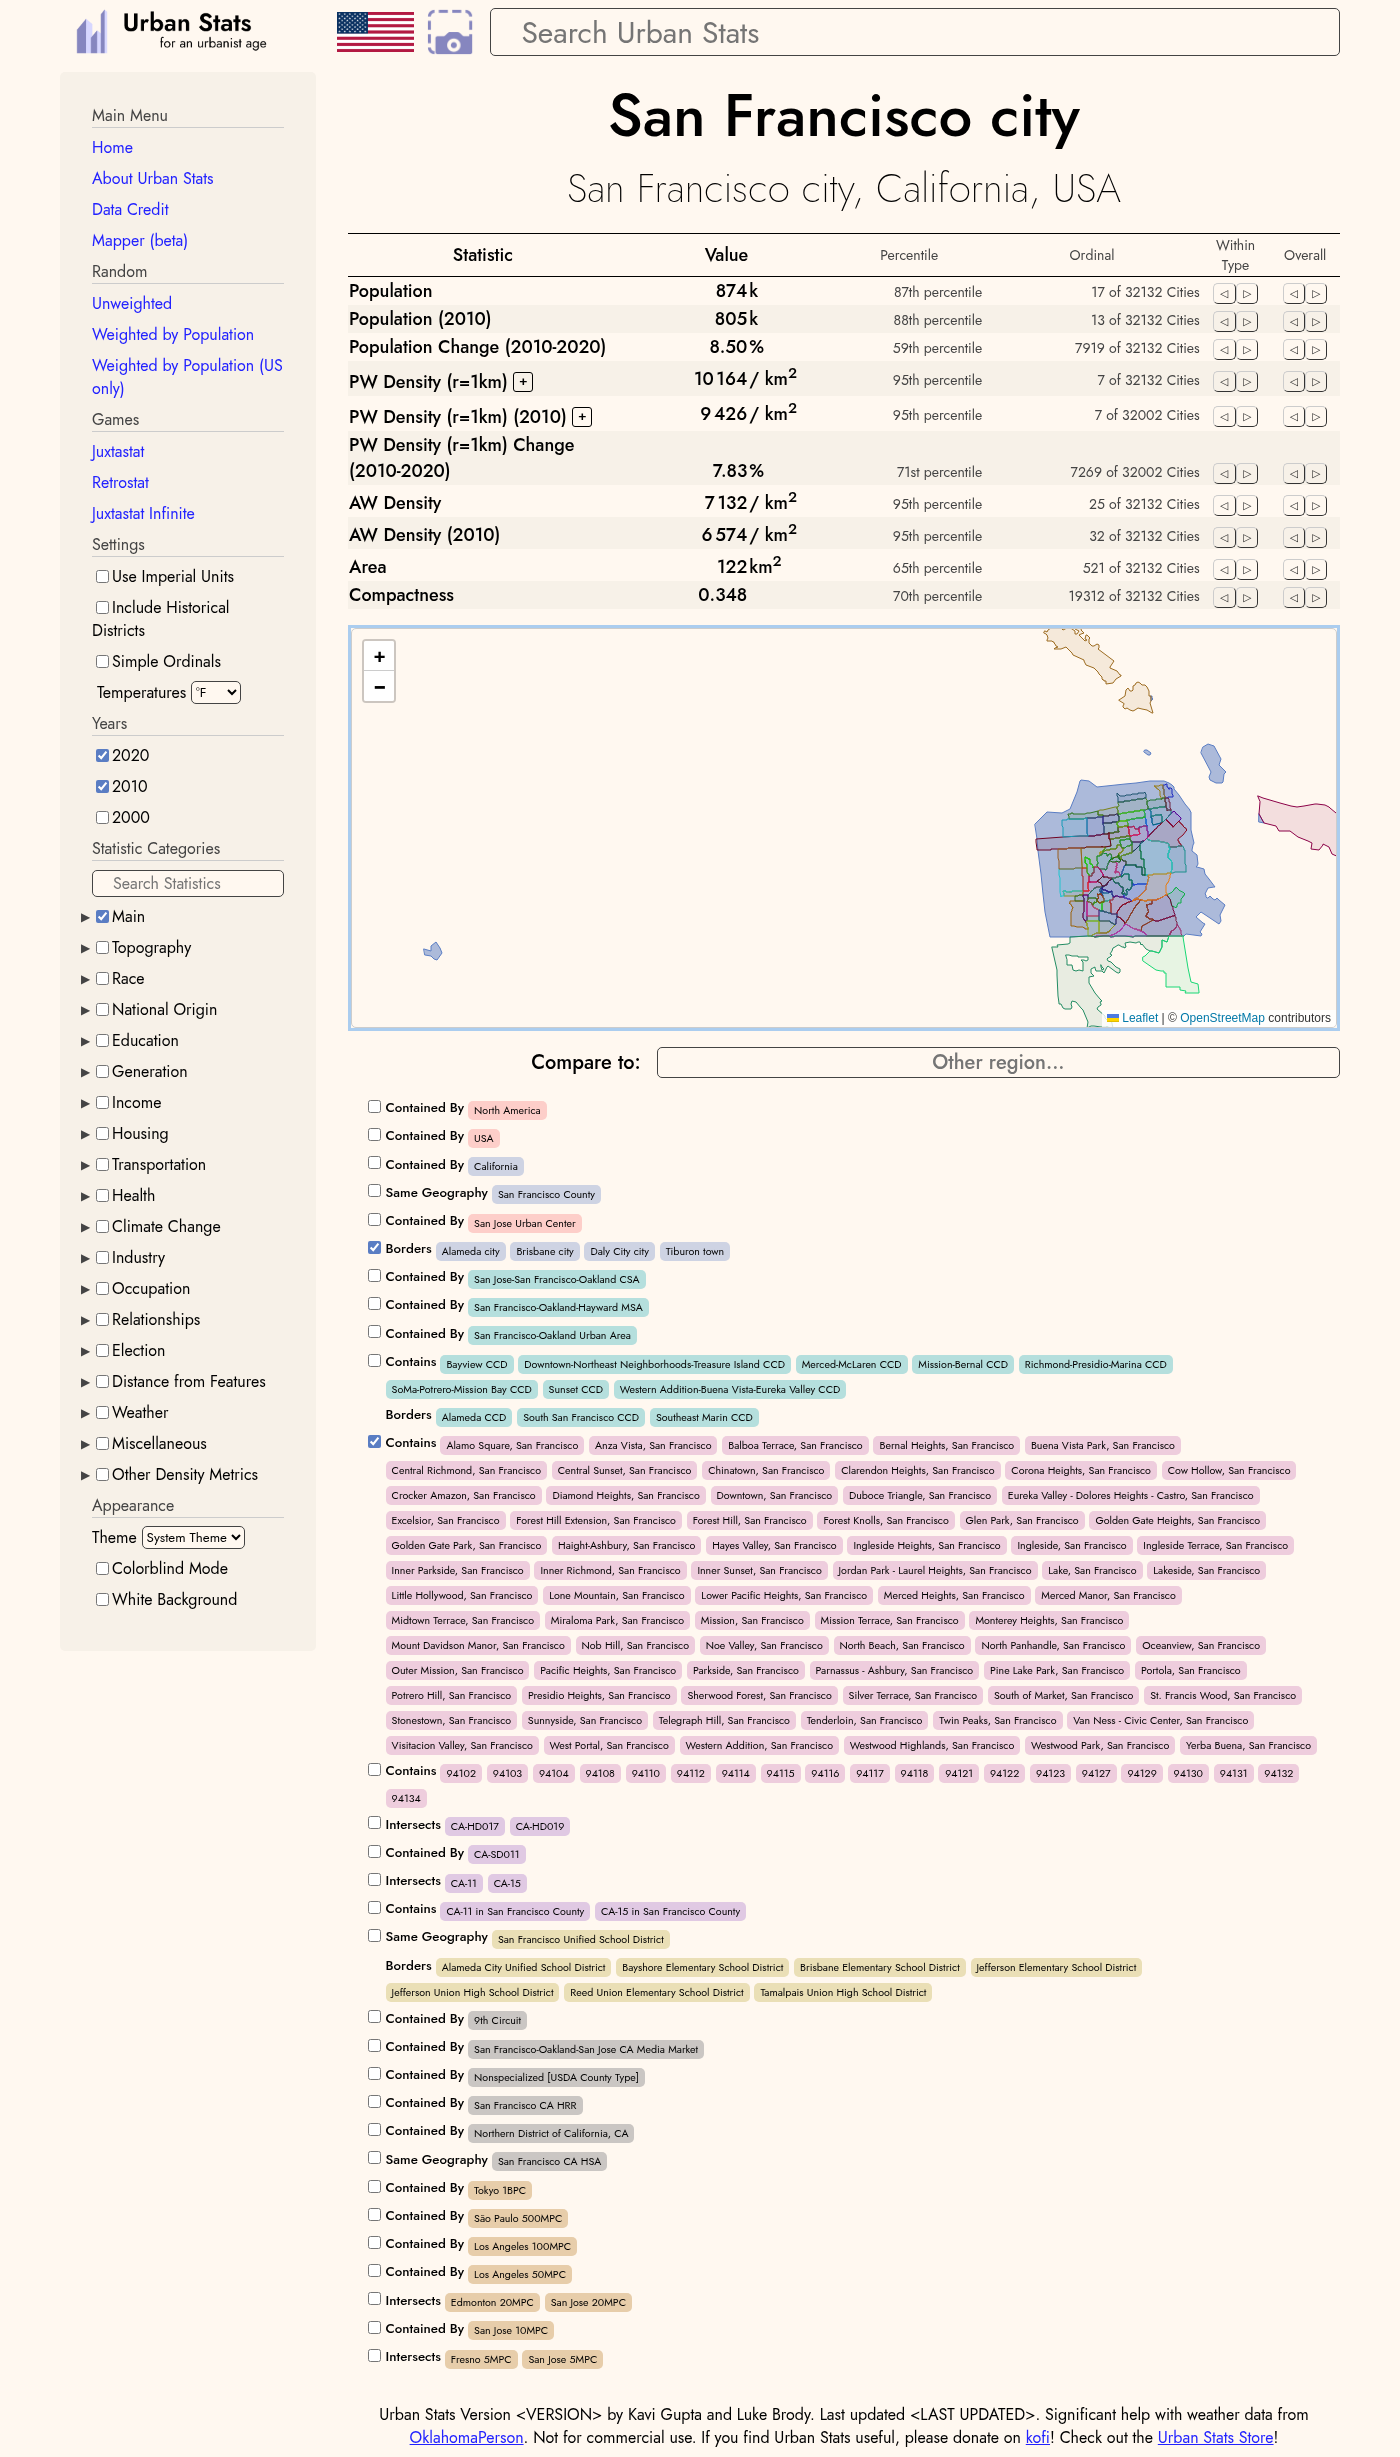 Urban Stats
for an urbanist age
Search Urban Stats
Main Menu
Home
About Urban Stats
Data Credit
Mapper (beta)
Random
Unweighted
Weighted by Population
Weighted by Population (US
only)
Games
Juxtastat
Retrostat
Juxtastat Infinite
Settings
Use Imperial Units
Include Historical
Districts
Simple Ordinals
Temperatures °F
Years
2020
2010
2000
Statistic Categories
Search Statistics
Main
Topography
Race
National Origin
Education
Generation
Income
Housing
Transportation
Health
Climate Change
Industry
Occupation
Relationships
Election
Distance from Features
Weather
Miscellaneous
Other Density Metrics
Appearance
Theme System Theme
Colorblind Mode
White Background
San Francisco city
San Francisco city, California, USA
Statistic Value Percentile Ordinal Within Type Overall
Population 874k 87th percentile 17 of 32132 Cities
Population (2010) 805k 88th percentile 13 of 32132 Cities
Population Change (2010-2020) 8.50% 59th percentile 7919 of 32132 Cities
PW Density (r=1km) + 10 164/ km² 95th percentile 7 of 32132 Cities
PW Density (r=1km) (2010) + 9 426/ km² 95th percentile 7 of 32002 Cities
PW Density (r=1km) Change
(2010-2020) 7.83% 71st percentile 7269 of 32002 Cities
AW Density 7 132/ km² 95th percentile 25 of 32132 Cities
AW Density (2010) 6 574/ km² 95th percentile 32 of 32132 Cities
Area 122km² 65th percentile 521 of 32132 Cities
Compactness 0.348 70th percentile 19312 of 32132 Cities
+
−
Leaflet | © OpenStreetMap contributors
Compare to: Other region...
Contained By North America
Contained By USA
Contained By California
Same Geography San Francisco County
Contained By San Jose Urban Center
Borders Alameda city Brisbane city Daly City city Tiburon town
Contained By San Jose-San Francisco-Oakland CSA
Contained By San Francisco-Oakland-Hayward MSA
Contained By San Francisco-Oakland Urban Area
Contains Bayview CCD Downtown-Northeast Neighborhoods-Treasure Island CCD Merced-McLaren CCD Mission-Bernal CCD Richmond-Presidio-Marina CCD
SoMa-Potrero-Mission Bay CCD Sunset CCD Western Addition-Buena Vista-Eureka Valley CCD
Borders Alameda CCD South San Francisco CCD Southeast Marin CCD
Contains Alamo Square, San Francisco Anza Vista, San Francisco Balboa Terrace, San Francisco Bernal Heights, San Francisco Buena Vista Park, San Francisco
Central Richmond, San Francisco Central Sunset, San Francisco Chinatown, San Francisco Clarendon Heights, San Francisco Corona Heights, San Francisco Cow Hollow, San Francisco
Crocker Amazon, San Francisco Diamond Heights, San Francisco Downtown, San Francisco Duboce Triangle, San Francisco Eureka Valley - Dolores Heights - Castro, San Francisco
Excelsior, San Francisco Forest Hill Extension, San Francisco Forest Hill, San Francisco Forest Knolls, San Francisco Glen Park, San Francisco Golden Gate Heights, San Francisco
Golden Gate Park, San Francisco Haight-Ashbury, San Francisco Hayes Valley, San Francisco Ingleside Heights, San Francisco Ingleside, San Francisco Ingleside Terrace, San Francisco
Inner Parkside, San Francisco Inner Richmond, San Francisco Inner Sunset, San Francisco Jordan Park - Laurel Heights, San Francisco Lake, San Francisco Lakeside, San Francisco
Little Hollywood, San Francisco Lone Mountain, San Francisco Lower Pacific Heights, San Francisco Merced Heights, San Francisco Merced Manor, San Francisco
Midtown Terrace, San Francisco Miraloma Park, San Francisco Mission, San Francisco Mission Terrace, San Francisco Monterey Heights, San Francisco
Mount Davidson Manor, San Francisco Nob Hill, San Francisco Noe Valley, San Francisco North Beach, San Francisco North Panhandle, San Francisco Oceanview, San Francisco
Outer Mission, San Francisco Pacific Heights, San Francisco Parkside, San Francisco Parnassus - Ashbury, San Francisco Pine Lake Park, San Francisco Portola, San Francisco
Potrero Hill, San Francisco Presidio Heights, San Francisco Sherwood Forest, San Francisco Silver Terrace, San Francisco South of Market, San Francisco St. Francis Wood, San Francisco
Stonestown, San Francisco Sunnyside, San Francisco Telegraph Hill, San Francisco Tenderloin, San Francisco Twin Peaks, San Francisco Van Ness - Civic Center, San Francisco
Visitacion Valley, San Francisco West Portal, San Francisco Western Addition, San Francisco Westwood Highlands, San Francisco Westwood Park, San Francisco Yerba Buena, San Francisco
Contains 94102 94103 94104 94108 94110 94112 94114 94115 94116 94117 94118 94121 94122 94123 94127 94129 94130 94131 94132
94134
Intersects CA-HD017 CA-HD019
Contained By CA-SD011
Intersects CA-11 CA-15
Contains CA-11 in San Francisco County CA-15 in San Francisco County
Same Geography San Francisco Unified School District
Borders Alameda City Unified School District Bayshore Elementary School District Brisbane Elementary School District Jefferson Elementary School District
Jefferson Union High School District Reed Union Elementary School District Tamalpais Union High School District
Contained By 9th Circuit
Contained By San Francisco-Oakland-San Jose CA Media Market
Contained By Nonspecialized [USDA County Type]
Contained By San Francisco CA HRR
Contained By Northern District of California, CA
Same Geography San Francisco CA HSA
Contained By Tokyo 1BPC
Contained By São Paulo 500MPC
Contained By Los Angeles 100MPC
Contained By Los Angeles 50MPC
Intersects Edmonton 20MPC San Jose 20MPC
Contained By San Jose 10MPC
Intersects Fresno 5MPC San Jose 5MPC
Urban Stats Version <VERSION> by Kavi Gupta and Luke Brody. Last updated <LAST UPDATED>. Significant help with weather data from
OklahomaPerson. Not for commercial use. If you find Urban Stats useful, please donate on kofi! Check out the Urban Stats Store!